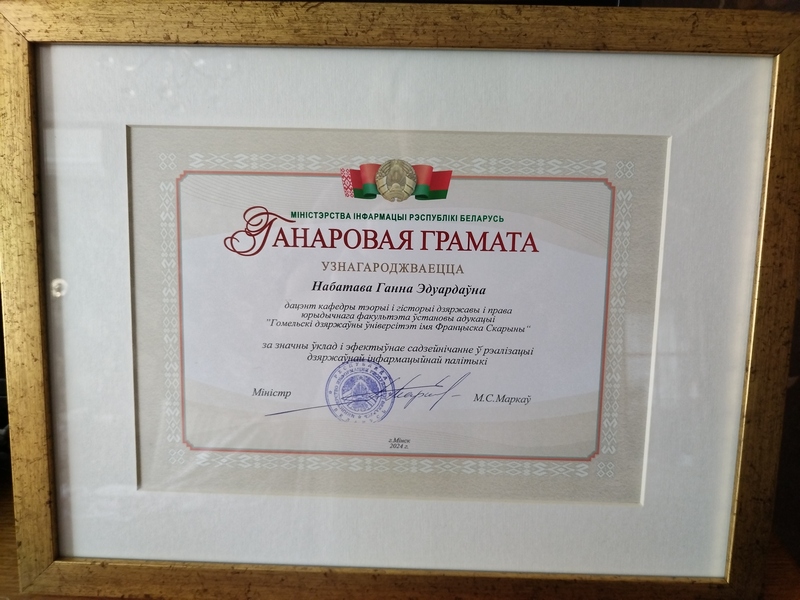 МІНІСТЭРСТВА ІНФАРМАЦЫІ РЭСПУБЛІКІ БЕЛАРУСЬ
ГАНАРОВАЯ ГРАМАТА
УЗНАГАРОДЖВАЕЦЦА
Набатава Ганна Эдуардаўна
дацэнт кафедры тэорыі і гісторыі дзяржавы і права
юрыдычнага факультэта ўстановы адукацыі
"Гомельскі дзяржаўны ўніверсітэт імя Францыска Скарыны"
за значны ўклад і эфектыўнае садзейнічанне ў рэалізацыі
дзяржаўнай інфармацыйнай палітыкі
Міністр М.С.Маркаў
г.Мінск
2024 г.